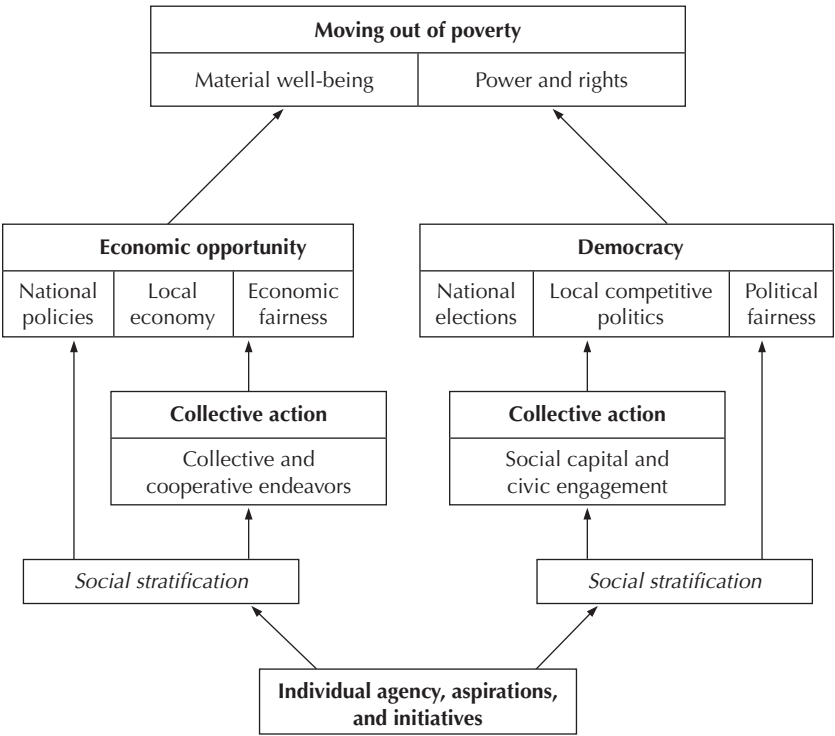 Moving out of poverty
Material well-being
Power and rights
Economic opportunity
National
policies
Local
economy
Economic
fairness
Democracy
National
elections
Local competitive
politics
Political
fairness
Collective action
Collective and
cooperative endeavors
Collective action
Social capital and
civic engagement
Social stratification
Social stratification
Individual agency, aspirations,
and initiatives